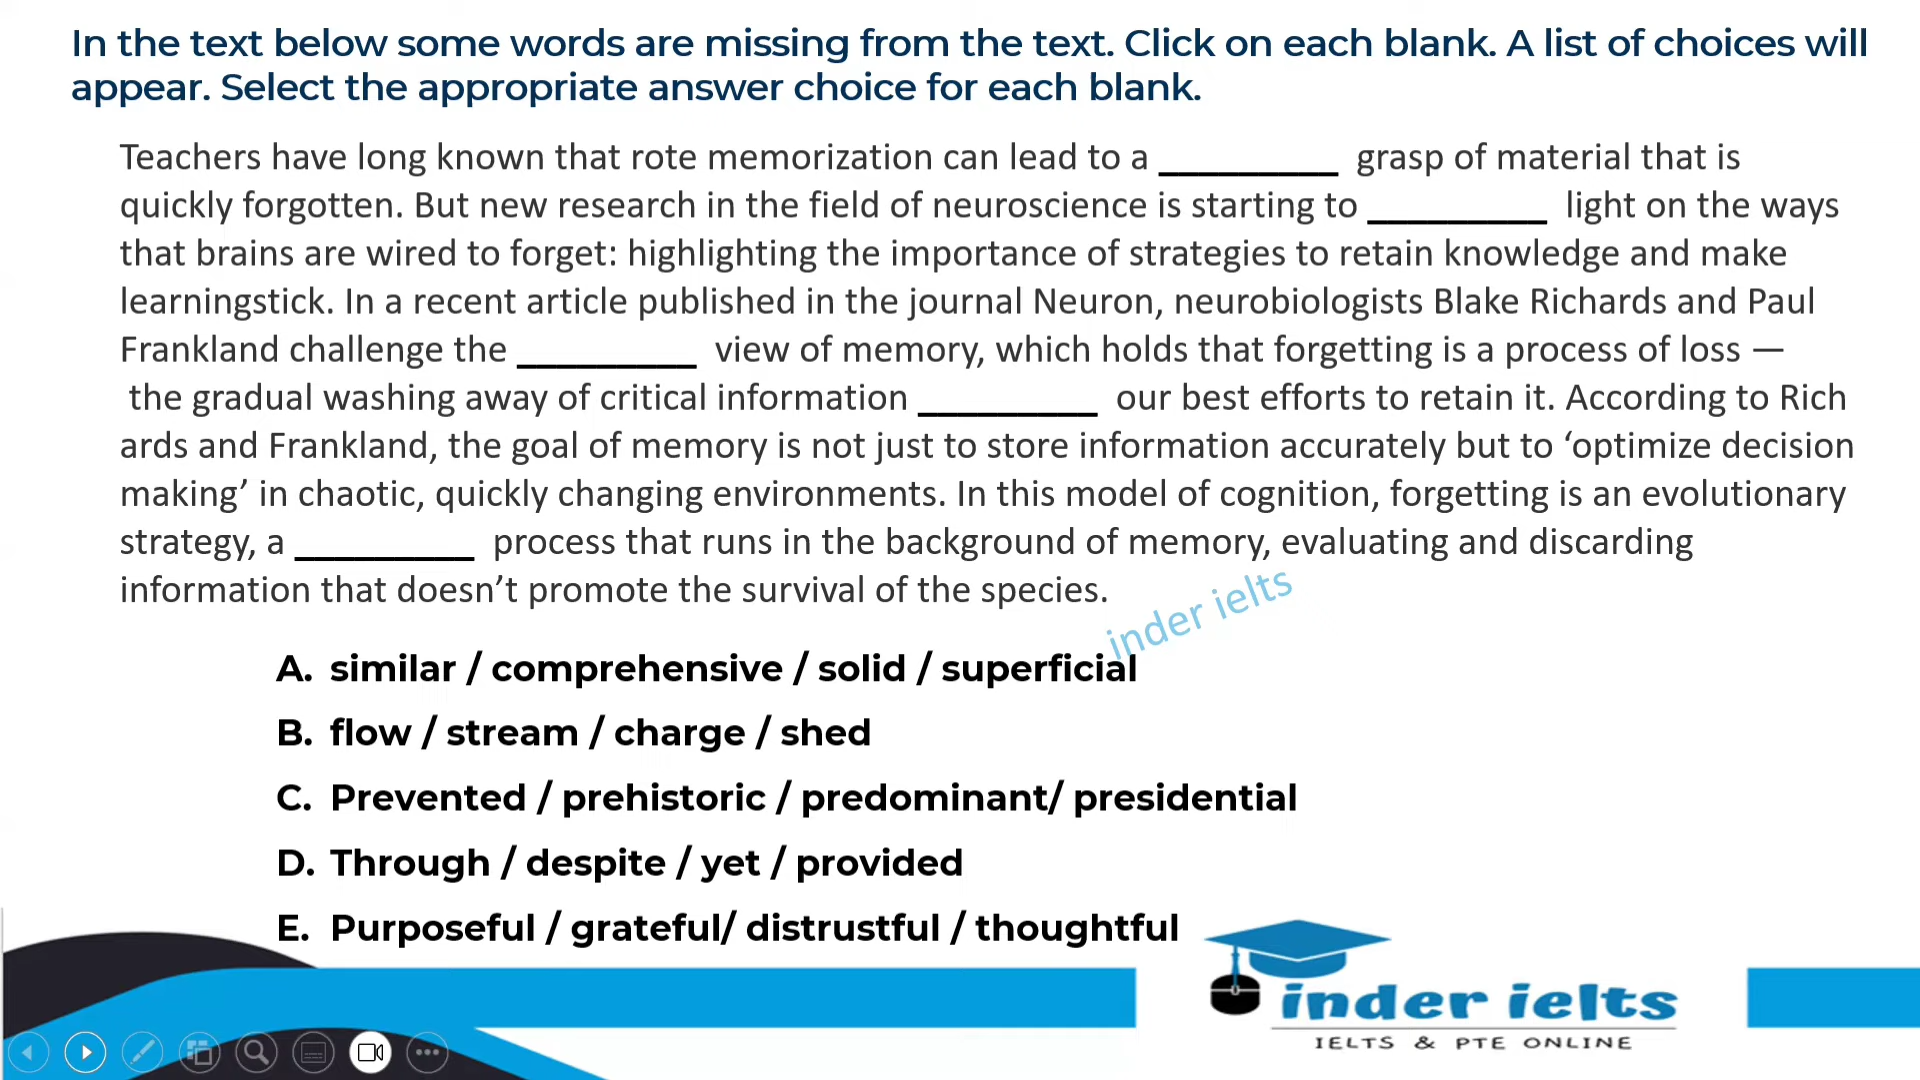 In the text below some words are missing from the text. Click on each blank. A list of choices will
appear. Select the appropriate answer choice for each blank.
Teachers have long known that rote memorization can lead to a _________ grasp of material that is
quickly forgotten. But new research in the field of neuroscience is starting to _________ light on the ways
that brains are wired to forget: highlighting the importance of strategies to retain knowledge and make
learningstick. In a recent article published in the journal Neuron, neurobiologists Blake Richards and Paul
Frankland challenge the _________ view of memory, which holds that forgetting is a process of loss —
the gradual washing away of critical information _________ our best efforts to retain it. According to Rich
ards and Frankland, the goal of memory is not just to store information accurately but to ‘optimize decision
making’ in chaotic, quickly changing environments. In this model of cognition, forgetting is an evolutionary
strategy, a _________ process that runs in the background of memory, evaluating and discarding
information that doesn’t promote the survival of the species.
inder ielts
A. similar / comprehensive / solid / superficial
B. flow / stream / charge / shed
C. Prevented / prehistoric / predominant/ presidential
D. Through / despite / yet / provided
E. Purposeful / grateful/ distrustful / thoughtful
inder ielts
IELTS & PTE ONLINE